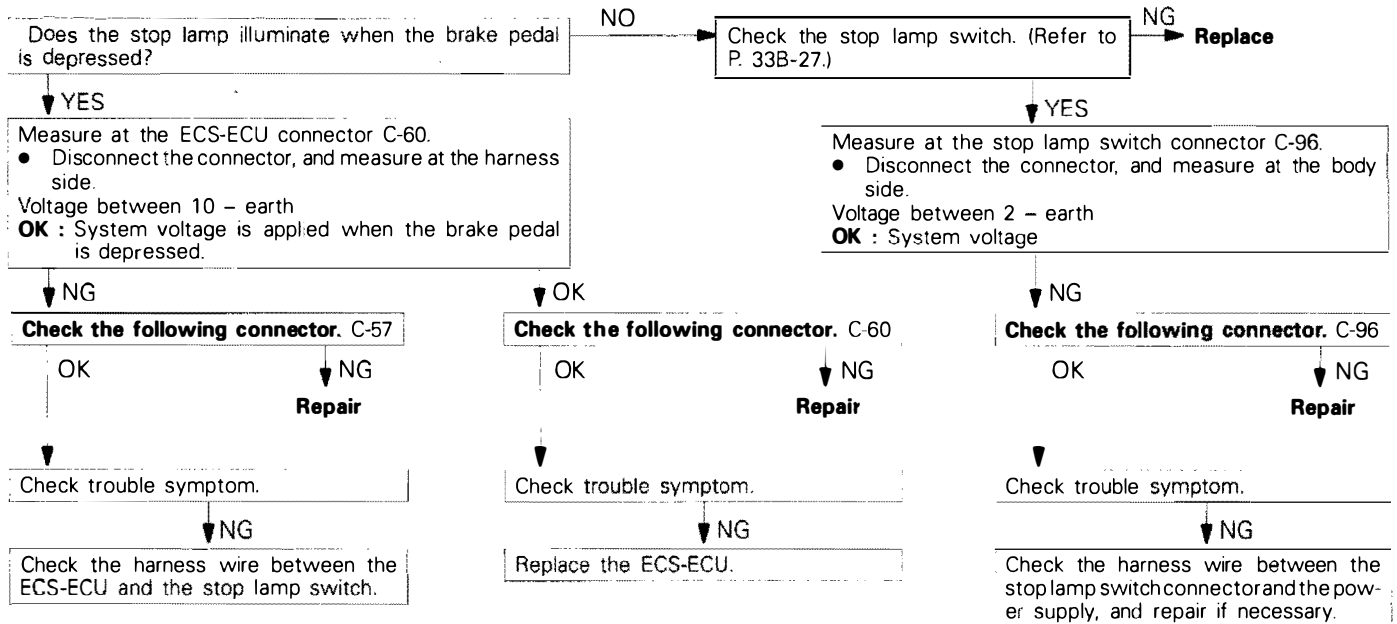 Does the stop lamp illuminate when the brake pedal
is depressed?
NO
Check the stop lamp switch. (Refer to
P. 33B-27.)
NG
Replace
YES
YES
Measure at the ECS-ECU connector C-60.
● Disconnect the connector, and measure at the harness
side.
Voltage between 10 – earth
OK : System voltage is applied when the brake pedal
is depressed.
Measure at the stop lamp switch connector C-96.
● Disconnect the connector, and measure at the body
side.
Voltage between 2 – earth
OK : System voltage
NG
OK
NG
Check the following connector. C-57
Check the following connector. C-60
Check the following connector. C-96
OK
NG
OK
NG
OK
NG
Repair
Repair
Repair
Check trouble symptom.
Check trouble symptom.
Check trouble symptom.
NG
NG
NG
Check the harness wire between the
ECS-ECU and the stop lamp switch.
Replace the ECS-ECU.
Check the harness wire between the
stop lamp switch connector and the pow-
er supply, and repair if necessary.